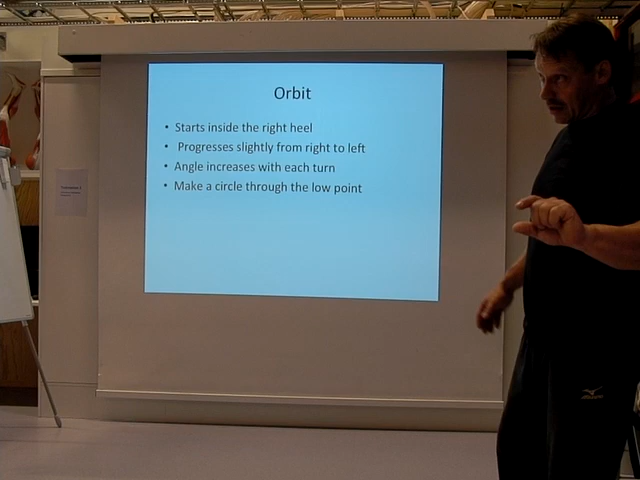 Orbit
• Starts inside the right heel
• Progresses slightly from right to left
• Angle increases with each turn
• Make a circle through the low point